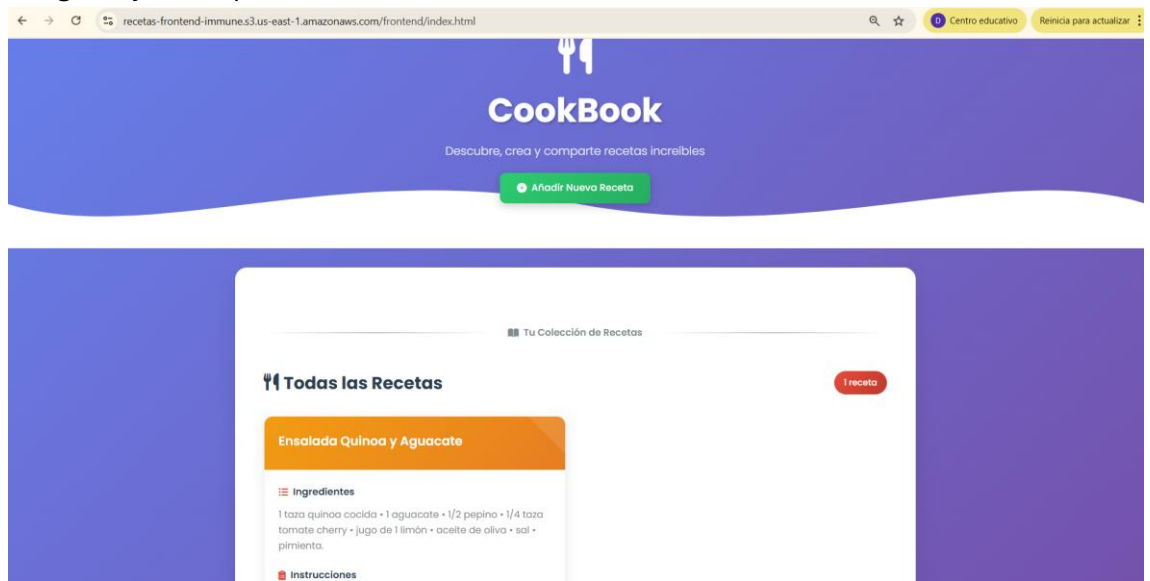 recetas-frontend-immune.s3.us-east-1.amazonaws.com/frontend/index.html
D Centro educativo
Reinicia para actualizar
CookBook
Descubre, crea y comparte recetas increíbles
Añadir Nueva Receta
Tu Colección de Recetas
Todas las Recetas
1 receta
Ensalada Quinoa y Aguacate
Ingredientes
1 taza quinoa cocida • 1 aguacate • 1/2 pepino • 1/4 taza
tomate cherry • jugo de 1 limón • aceite de oliva • sal •
pimienta.
Instrucciones